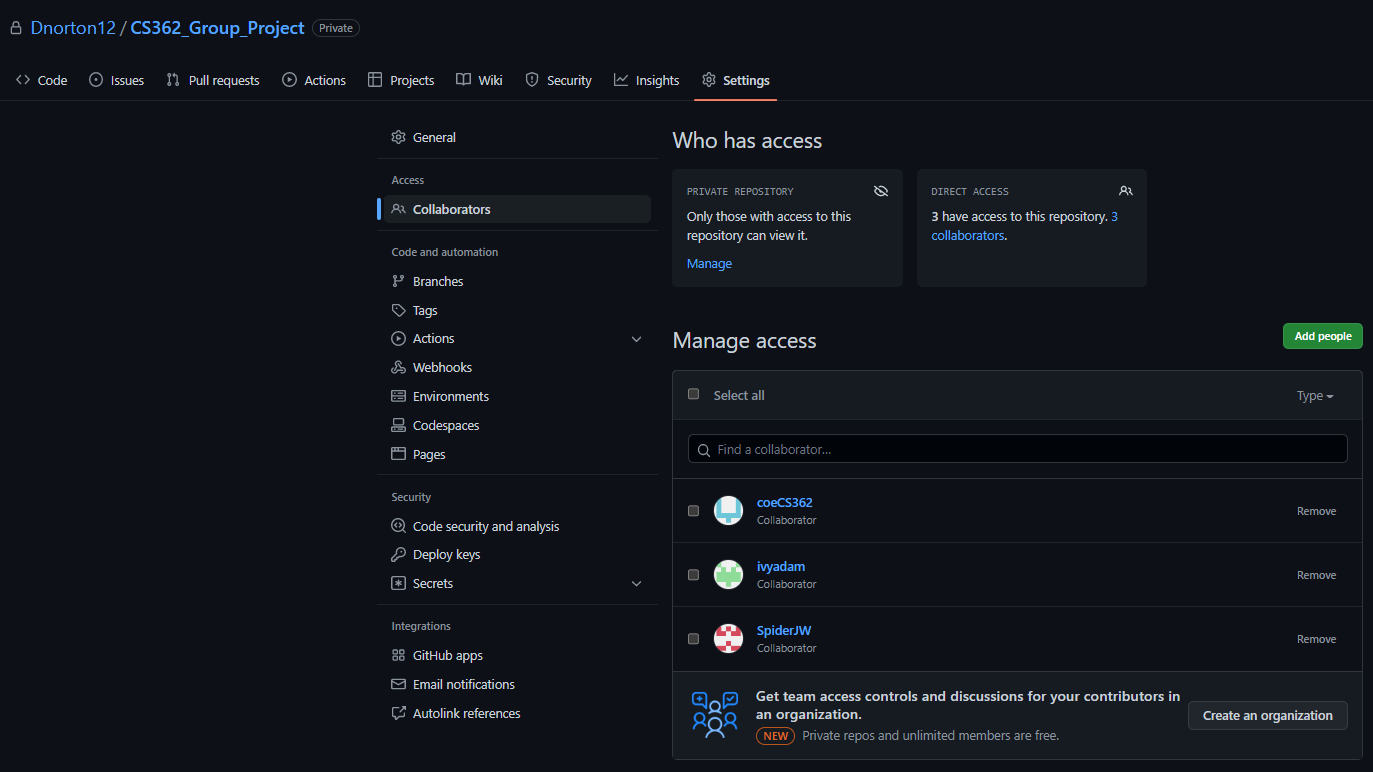 Dnorton12 / CS362_Group_Project Private
Code Issues Pull requests Actions Projects Wiki Security Insights Settings
General
Access
Collaborators
Code and automation
Branches
Tags
Actions
Webhooks
Environments
Codespaces
Pages
Security
Code security and analysis
Deploy keys
Secrets
Integrations
GitHub apps
Email notifications
Autolink references
Who has access
PRIVATE REPOSITORY
Only those with access to this
repository can view it.
Manage
DIRECT ACCESS
3 have access to this repository. 3
collaborators.
Manage access
Add people
Select all
Type
Find a collaborator...
coeCS362
Collaborator
Remove
ivyadam
Collaborator
Remove
SpiderJW
Collaborator
Remove
Get team access controls and discussions for your contributors in
an organization.
NEW Private repos and unlimited members are free.
Create an organization